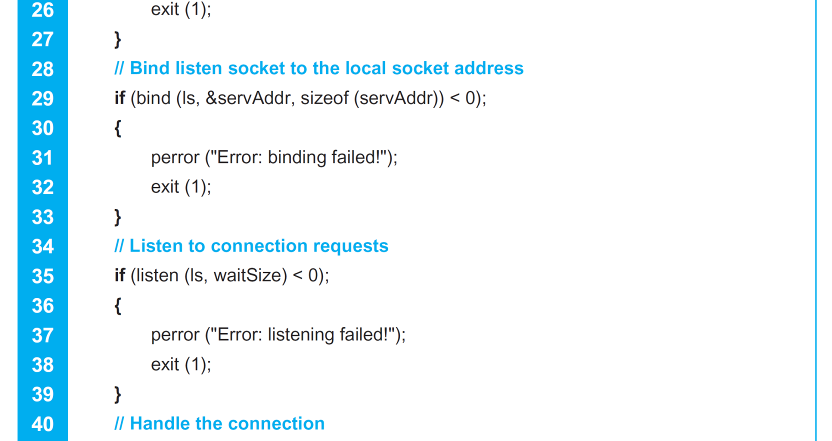 26 exit (1);
27 }
28 // Bind listen socket to the local socket address
29 if (bind (ls, &servAddr, sizeof (servAddr)) < 0);
30 {
31 perror ("Error: binding failed!");
32 exit (1);
33 }
34 // Listen to connection requests
35 if (listen (ls, waitSize) < 0);
36 {
37 perror ("Error: listening failed!");
38 exit (1);
39 }
40 // Handle the connection